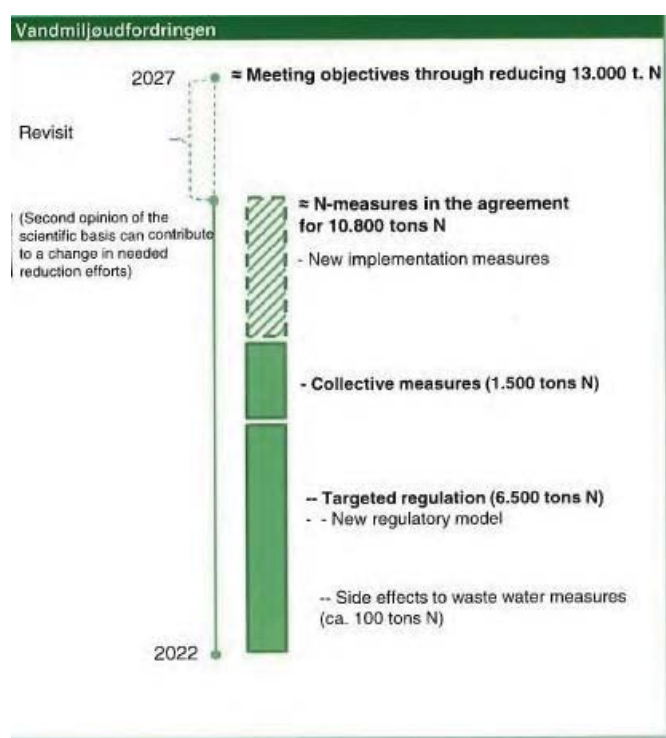 Vandmiljøudfordringen
2027
≈ Meeting objectives through reducing 13.000 t. N
Revisit
(Second opinion of the
scientific basis can contribute
to a change in needed
reduction efforts)
≈ N-measures in the agreement
for 10.800 tons N
- New implementation measures
- Collective measures (1.500 tons N)
-- Targeted regulation (6.500 tons N)
- - New regulatory model
-- Side effects to waste water measures
(ca. 100 tons N)
2022